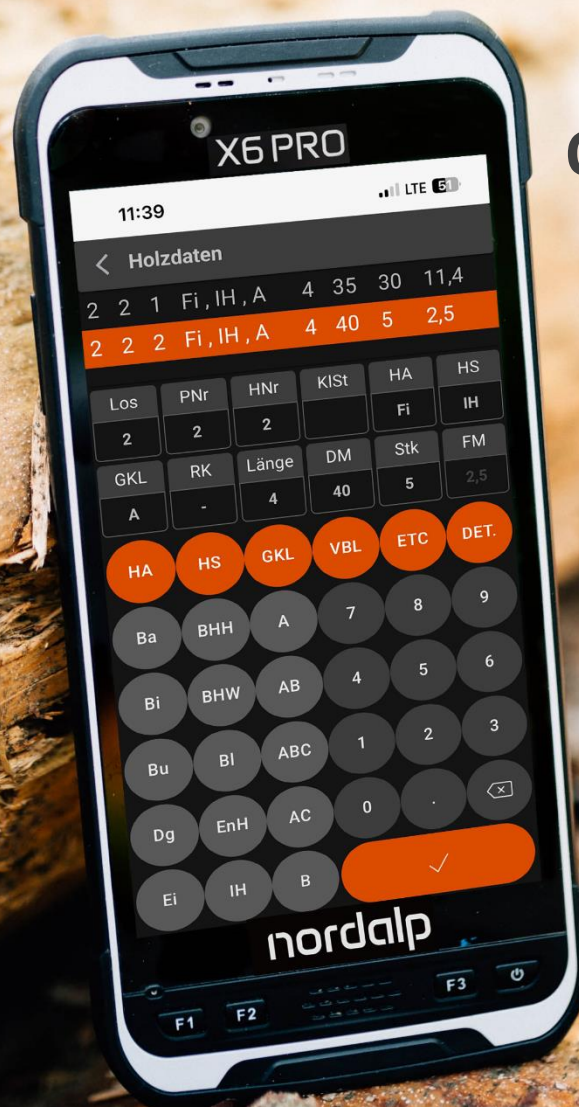 X6 PRO
11:39 LTE 51
Holzdaten
2 2 1 Fi , IH , A 4 35 30 11,4
2 2 2 Fi , IH , A 4 40 5 2,5
Los PNr HNr KlSt HA HS
2 2 2 Fi IH
GKL RK Länge DM Stk FM
A - 4 40 5 2,5
HA HS GKL VBL ETC DET.
Ba BHH A 7 8 9
Bi BHW AB 4 5 6
Bu Bl ABC 1 2 3
Dg EnH AC 0 .
Ei IH B
nordalp
F1 F2 F3